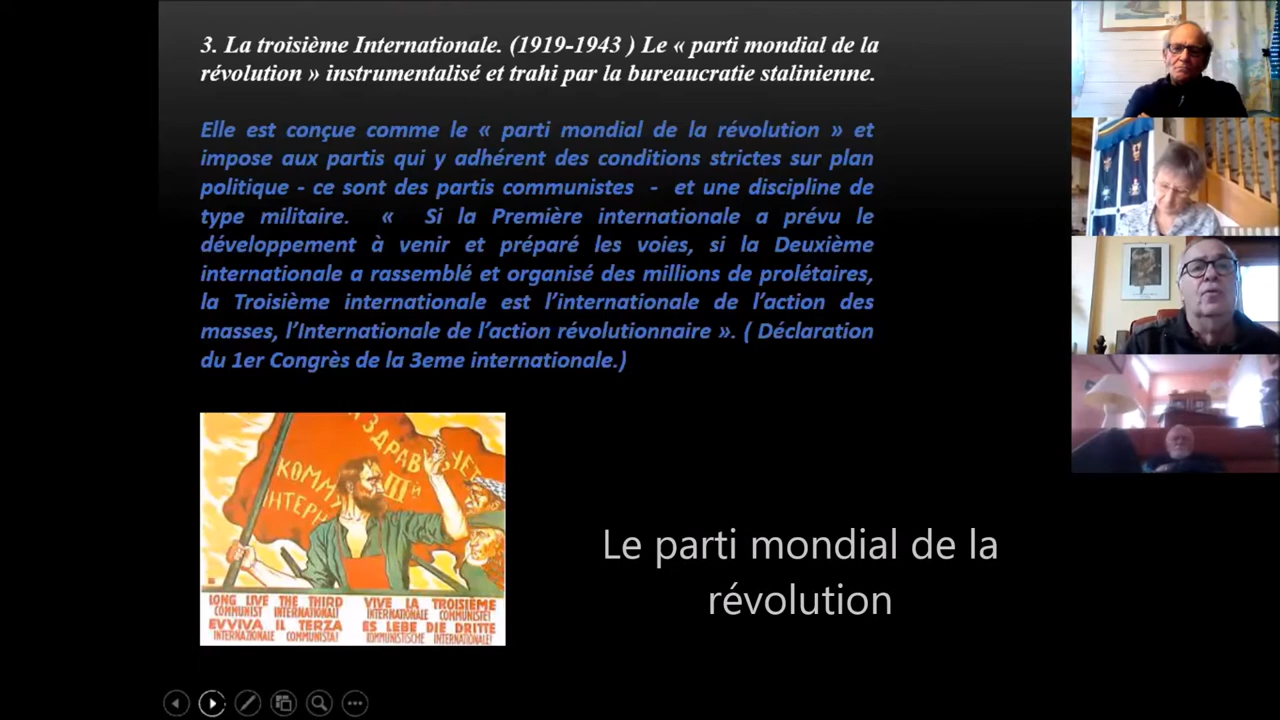 3. La troisième Internationale. (1919-1943 ) Le « parti mondial de la
révolution » instrumentalisé et trahi par la bureaucratie stalinienne.
Elle est conçue comme le « parti mondial de la révolution » et
impose aux partis qui y adhérent des conditions strictes sur plan
politique - ce sont des partis communistes - et une discipline de
type militaire. « Si la Première internationale a prévu le
développement à venir et préparé les voies, si la Deuxième
internationale a rassemblé et organisé des millions de prolétaires,
la Troisième internationale est l’internationale de l’action des
masses, l’Internationale de l’action révolutionnaire ». ( Déclaration
du 1er Congrès de la 3eme internationale.)
ЗДРАВ
КОММ
ІНТЕРН
IIIй
LONG LIVE THE THIRD
COMMUNIST INTERNATIONAL!
EVVIVA IL TERZA
INTERNAZIONALE COMMUNISTA!
VIVE LA TROISIÈME
INTERNATIONALE COMMUNISTE!
ES LEBE DIE DRITTE
KOMMUNISTISCHE INTERNATIONALE!
Le parti mondial de la
révolution